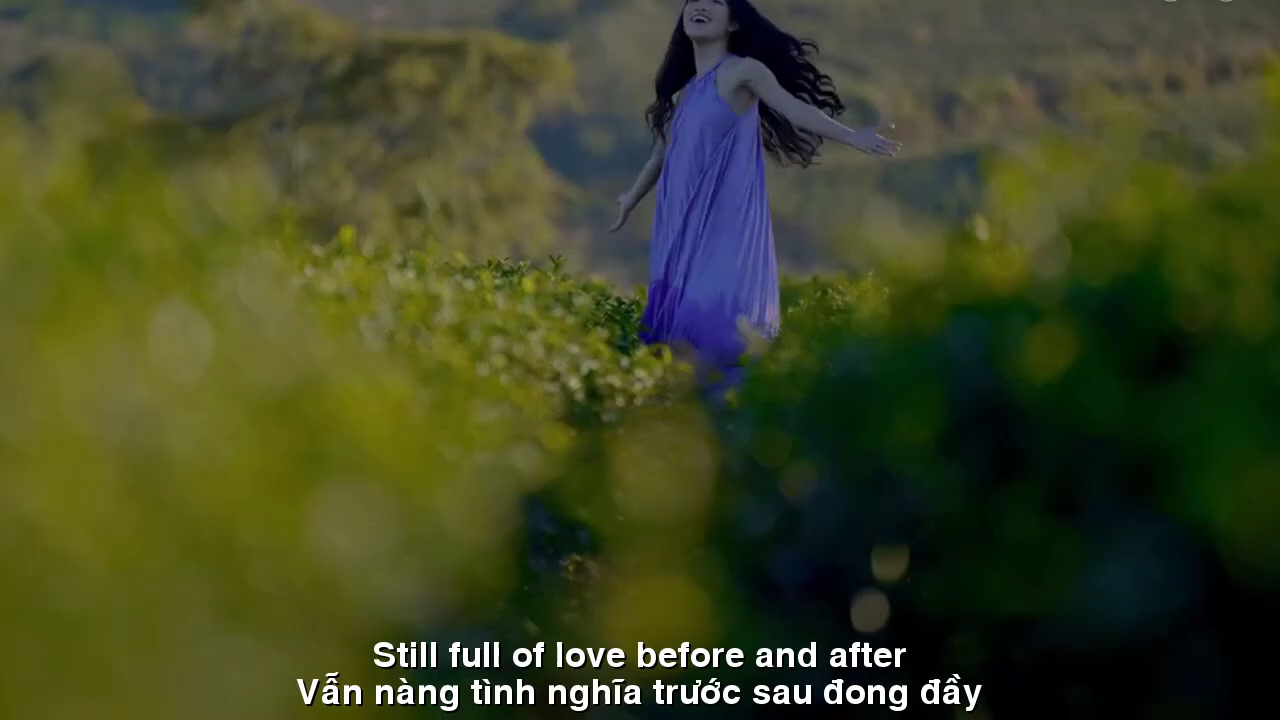 Still full of love before and after
Vẫn nàng tình nghĩa trước sau đong đầy